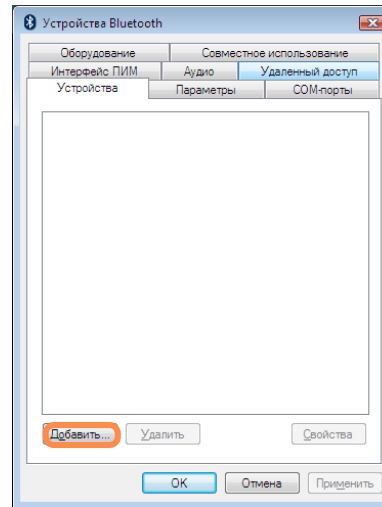 Устройства Bluetooth
Оборудование Совместное использование
Интерфейс ПИМ Аудио Удаленный доступ
Устройства Параметры COM-порты
Добавить... Удалить Свойства
OK Отмена Применить